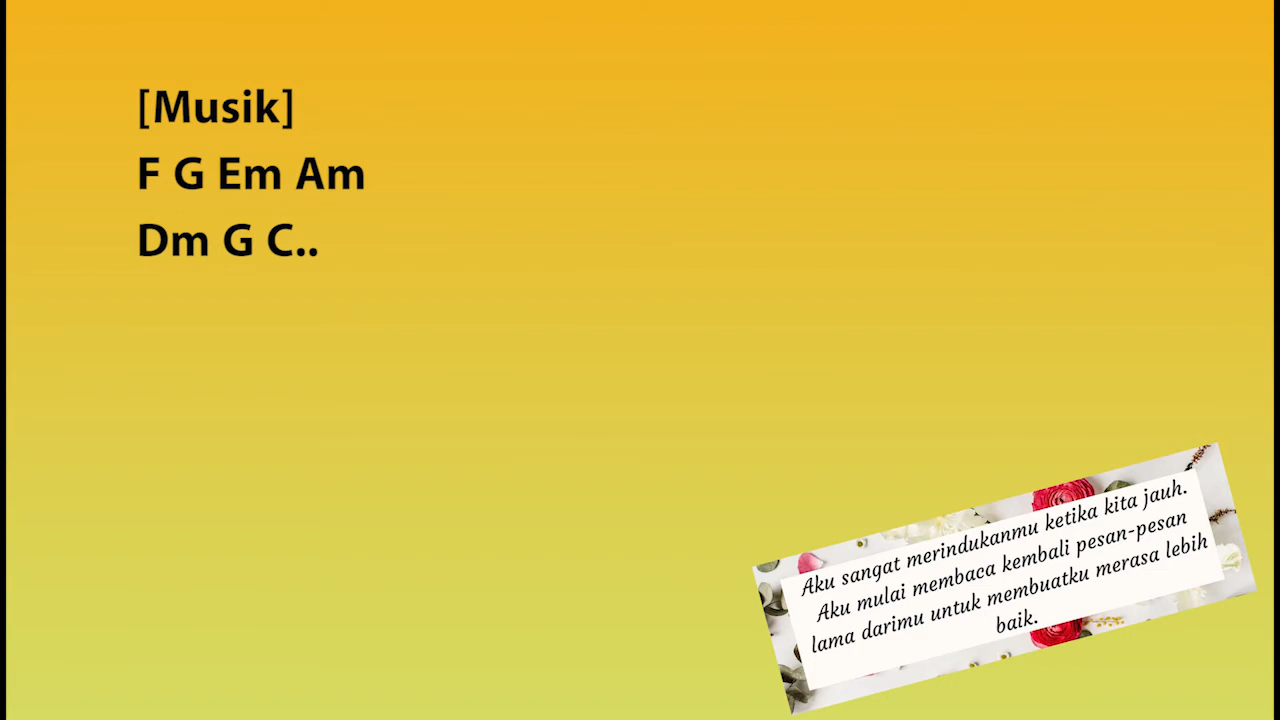 [Musik]
F G Em Am
Dm G C..
Aku sangat merindukanmu ketika kita jauh.
Aku mulai membaca kembali pesan-pesan
lama darimu untuk membuatku merasa lebih
baik.